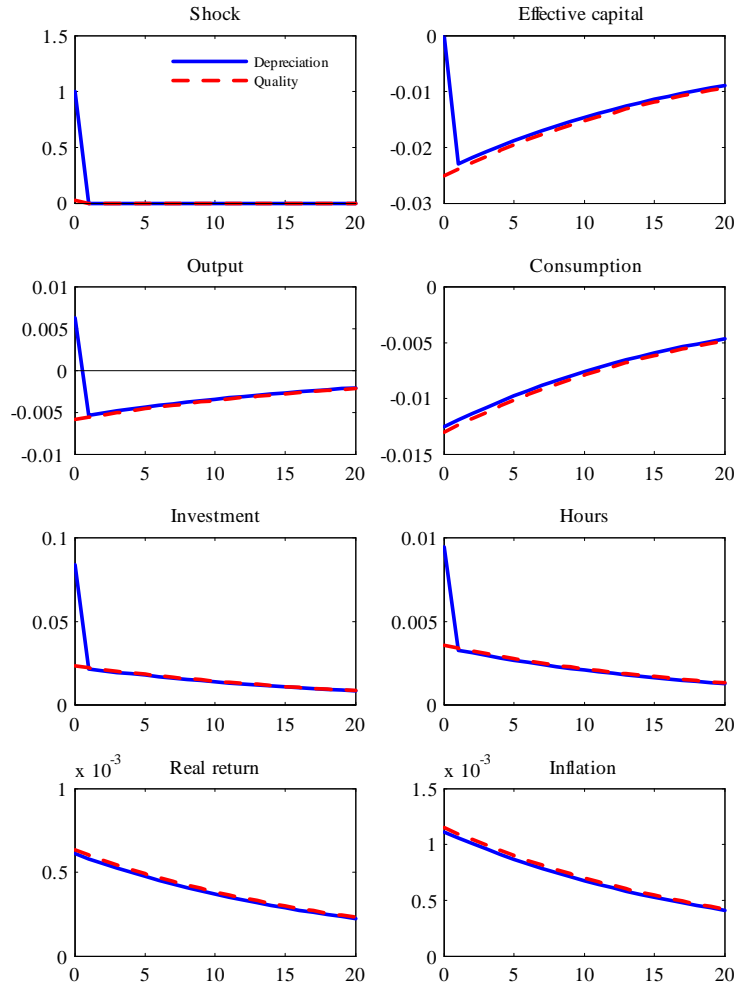 Shock
Effective capital
1.5
1
0.5
0
Depreciation
Quality
0 5 10 15 20
0
-0.01
-0.02
-0.03
0 5 10 15 20
Output
Consumption
0.01
0.005
0
-0.005
-0.01
0 5 10 15 20
0
-0.005
-0.01
-0.015
0 5 10 15 20
Investment
Hours
0.1
0.05
0
0 5 10 15 20
0.01
0.005
0
0 5 10 15 20
Real return
Inflation
x 10-3
1
0.5
0
0 5 10 15 20
x 10-3
1.5
1
0.5
0
0 5 10 15 20